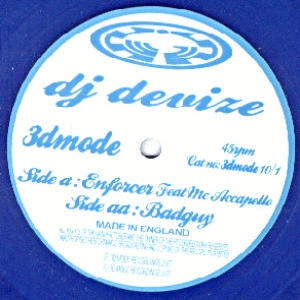 dj devize
3dmode
45rpm
Cat no: 3dmode 10/1
Side a : Enforcer Feat Mc Accapello
Side aa : Badguy
MADE IN ENGLAND